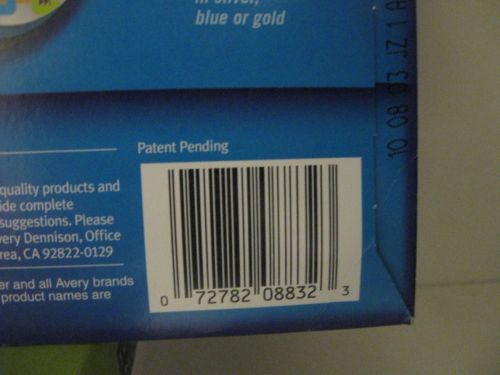 in silver,
blue or gold
10 08 03 JZ 1 A
Patent Pending
quality products and
ide complete
suggestions. Please
very Dennison, Office
rea, CA 92822-0129
er and all Avery brands
product names are
0 72782 08832 3